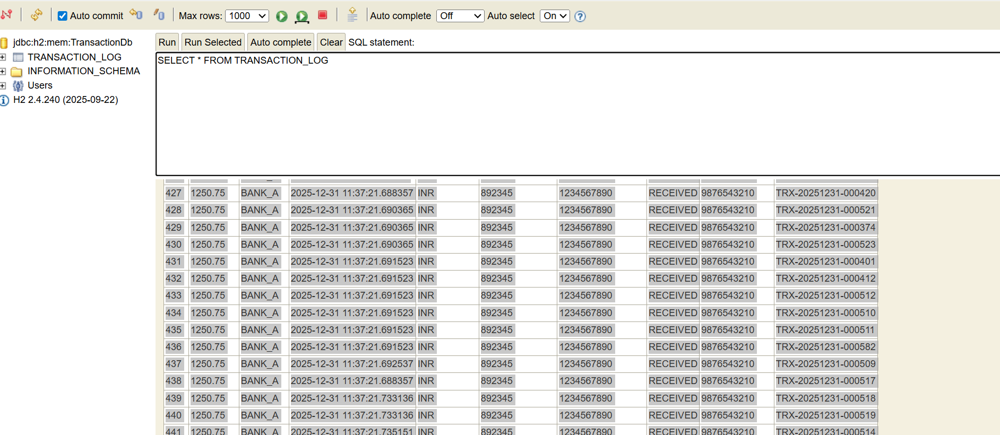 Auto commit Max rows: 1000 Auto complete Off Auto select On ?
jdbc:h2:mem:TransactionDb
TRANSACTION_LOG
INFORMATION_SCHEMA
Users
H2 2.4.240 (2025-09-22)
Run Run Selected Auto complete Clear SQL statement:
SELECT * FROM TRANSACTION_LOG
427 1250.75 BANK_A 2025-12-31 11:37:21.688357 INR 892345 1234567890 RECEIVED 9876543210 TRX-20251231-000420
428 1250.75 BANK_A 2025-12-31 11:37:21.690365 INR 892345 1234567890 RECEIVED 9876543210 TRX-20251231-000521
429 1250.75 BANK_A 2025-12-31 11:37:21.690365 INR 892345 1234567890 RECEIVED 9876543210 TRX-20251231-000374
430 1250.75 BANK_A 2025-12-31 11:37:21.690365 INR 892345 1234567890 RECEIVED 9876543210 TRX-20251231-000523
431 1250.75 BANK_A 2025-12-31 11:37:21.691523 INR 892345 1234567890 RECEIVED 9876543210 TRX-20251231-000401
432 1250.75 BANK_A 2025-12-31 11:37:21.691523 INR 892345 1234567890 RECEIVED 9876543210 TRX-20251231-000412
433 1250.75 BANK_A 2025-12-31 11:37:21.691523 INR 892345 1234567890 RECEIVED 9876543210 TRX-20251231-000512
434 1250.75 BANK_A 2025-12-31 11:37:21.691523 INR 892345 1234567890 RECEIVED 9876543210 TRX-20251231-000510
435 1250.75 BANK_A 2025-12-31 11:37:21.691523 INR 892345 1234567890 RECEIVED 9876543210 TRX-20251231-000511
436 1250.75 BANK_A 2025-12-31 11:37:21.691523 INR 892345 1234567890 RECEIVED 9876543210 TRX-20251231-000582
437 1250.75 BANK_A 2025-12-31 11:37:21.692537 INR 892345 1234567890 RECEIVED 9876543210 TRX-20251231-000509
438 1250.75 BANK_A 2025-12-31 11:37:21.688357 INR 892345 1234567890 RECEIVED 9876543210 TRX-20251231-000517
439 1250.75 BANK_A 2025-12-31 11:37:21.733136 INR 892345 1234567890 RECEIVED 9876543210 TRX-20251231-000518
440 1250.75 BANK_A 2025-12-31 11:37:21.733136 INR 892345 1234567890 RECEIVED 9876543210 TRX-20251231-000519
441 1250.75 BANK_A 2025-12-31 11:37:21.735151 INR 892345 1234567890 RECEIVED 9876543210 TRX-20251231-000514